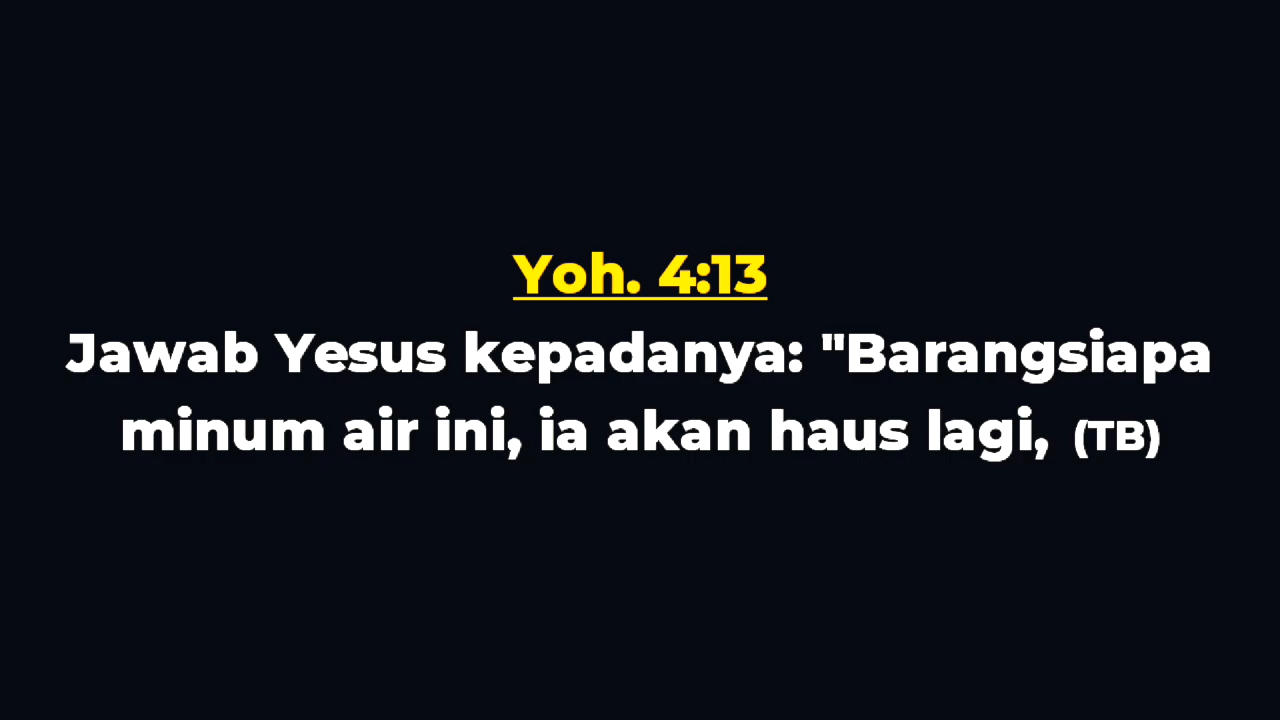 Yoh. 4:13
Jawab Yesus kepadanya: "Barangsiapa
minum air ini, ia akan haus lagi, (TB)